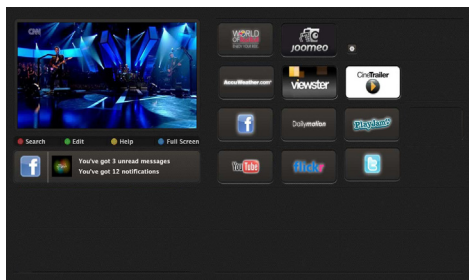 CNN
Search
Edit
Help
Full Screen
You've got 3 unread messages
You've got 12 notifications
WORLD
OF
JOOMEO
AccuWeather.com
viewster
CineTrailer
Dailymotion
PlayJam
YouTube
flickr